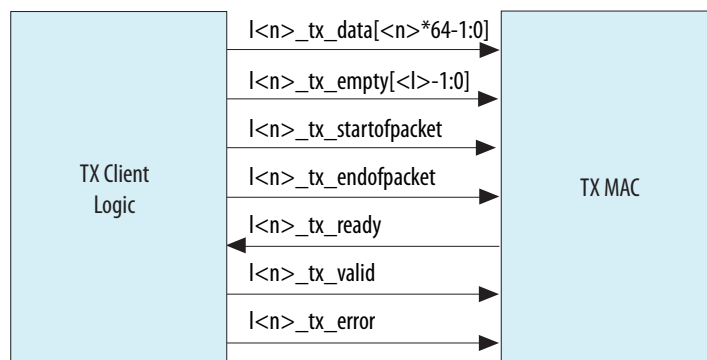 l<n>_tx_data[<n>*64-1:0]
l<n>_tx_empty[<l>-1:0]
l<n>_tx_startofpacket
TX Client
Logic
l<n>_tx_endofpacket
TX MAC
l<n>_tx_ready
l<n>_tx_valid
l<n>_tx_error